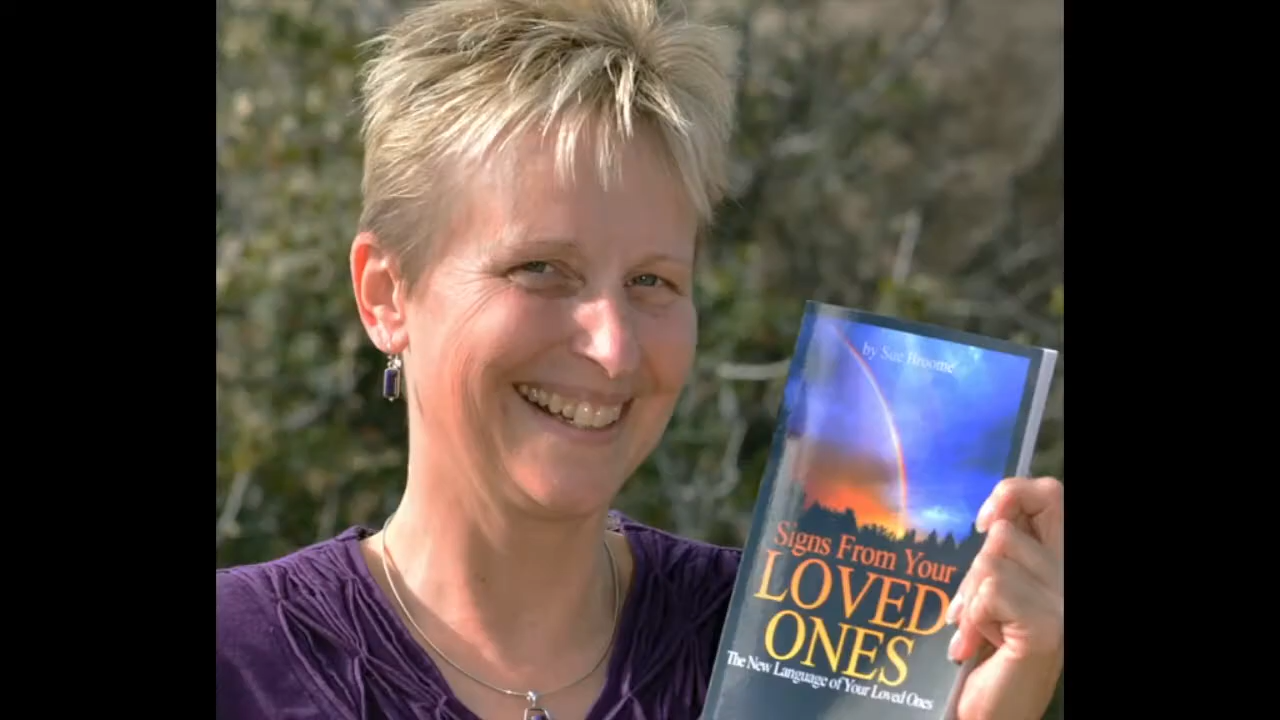 by Sue Broome
Signs From Your
LOVED
ONES
The New Language of Your Loved Ones